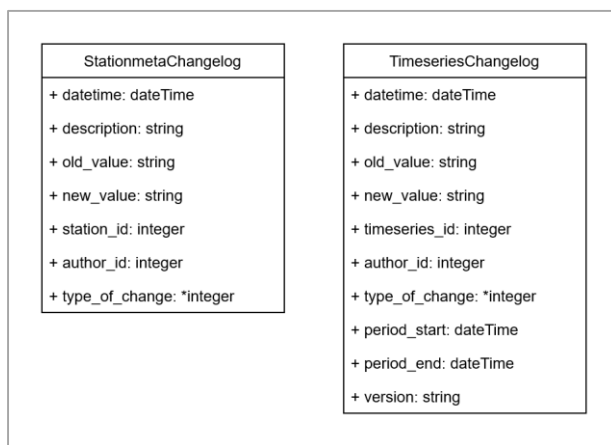 StationmetaChangelog
+ datetime: dateTime
+ description: string
+ old_value: string
+ new_value: string
+ station_id: integer
+ author_id: integer
+ type_of_change: *integer
TimeseriesChangelog
+ datetime: dateTime
+ description: string
+ old_value: string
+ new_value: string
+ timeseries_id: integer
+ author_id: integer
+ type_of_change: *integer
+ period_start: dateTime
+ period_end: dateTime
+ version: string